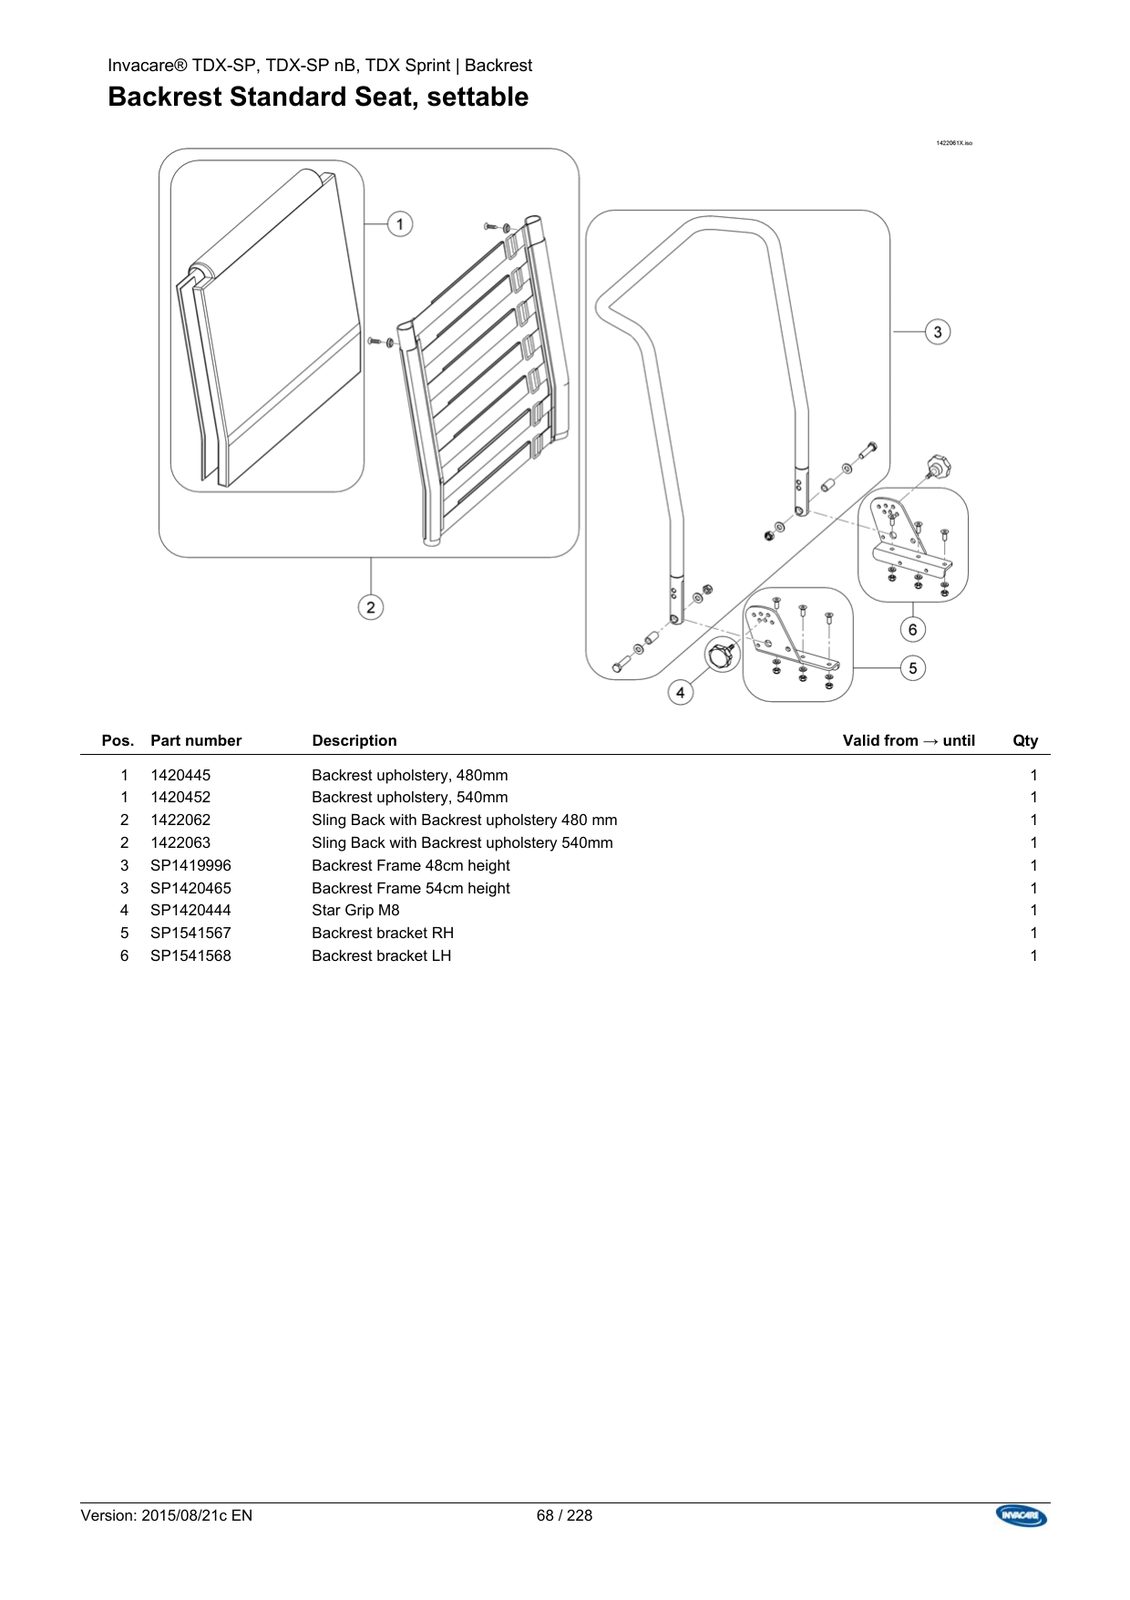 Invacare® TDX-SP, TDX-SP nB, TDX Sprint | Backrest
Backrest Standard Seat, settable
1422061X.iso
1
3
2
6
5
4
Pos. Part number Description Valid from → until Qty
1 1420445 Backrest upholstery, 480mm 1
1 1420452 Backrest upholstery, 540mm 1
2 1422062 Sling Back with Backrest upholstery 480 mm 1
2 1422063 Sling Back with Backrest upholstery 540mm 1
3 SP1419996 Backrest Frame 48cm height 1
3 SP1420465 Backrest Frame 54cm height 1
4 SP1420444 Star Grip M8 1
5 SP1541567 Backrest bracket RH 1
6 SP1541568 Backrest bracket LH 1
Version: 2015/08/21c EN 68 / 228 INVACARE